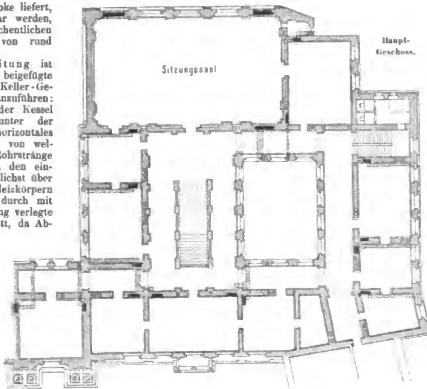 oke liefert,
ar werden,
chentlichen
von rund
itung ist
beigefügte
Keller-Ge-
nzuführen:
der Kessel
unter der
orizontales
von wel-
Rohrstränge
den ein-
lichst über
Heizkörpern
durch mit
ng verlegte
tt, da Ab-
Haupt-
Geschoss.
Sitzungssaal